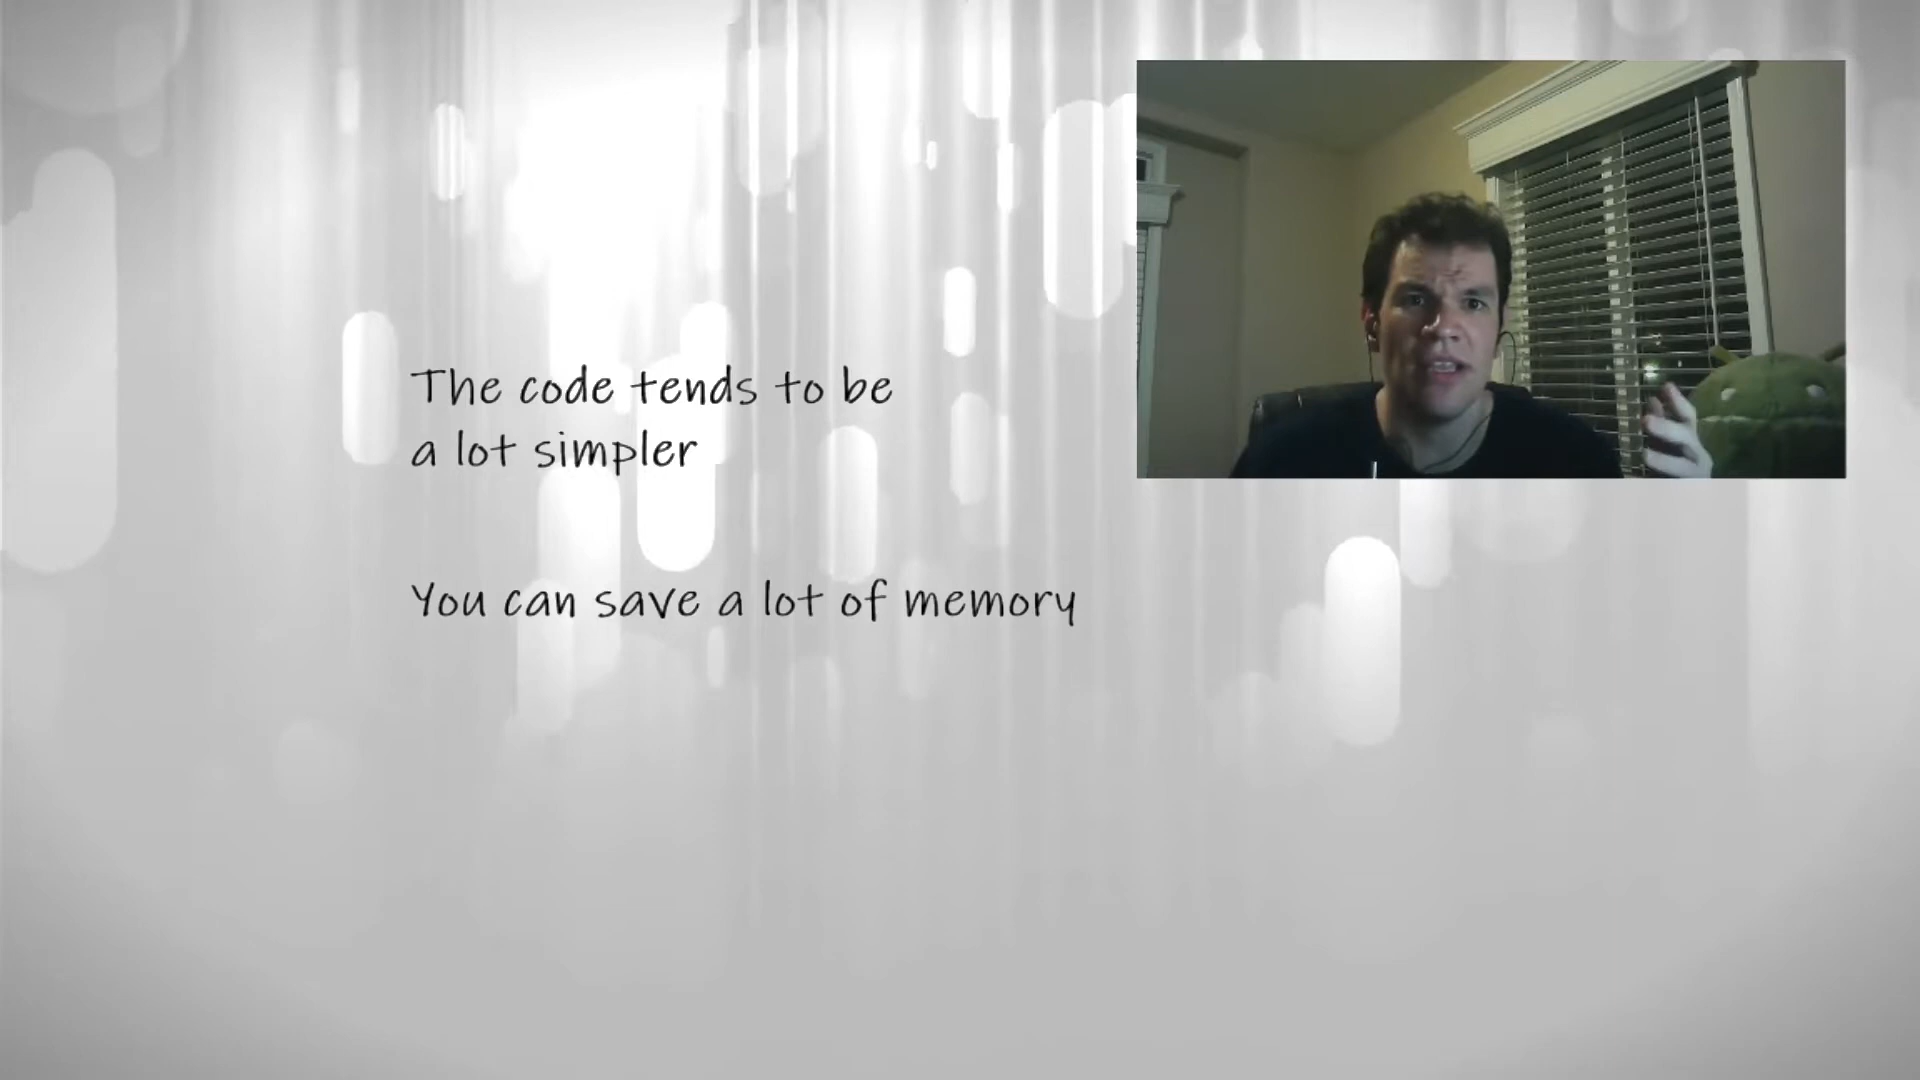 The code tends to be
a lot simpler
You can save a lot of memory